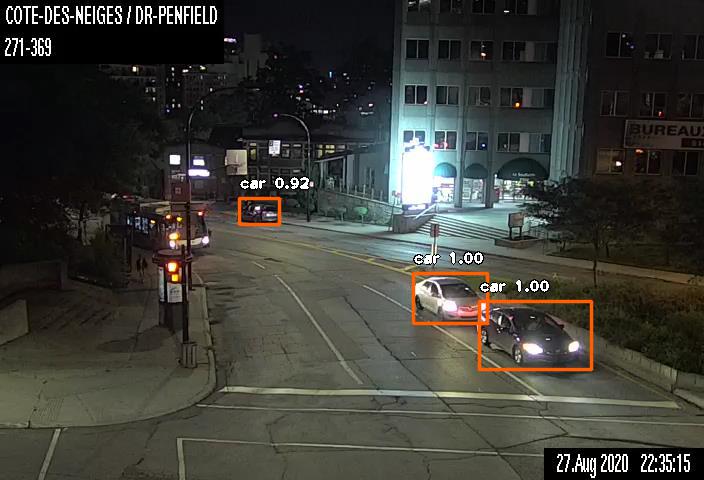 COTE-DES-NEIGES / DR-PENFIELD
271-369
car 0.92
BUREAUX
car 1.00
car 1.00
27.Aug 2020 22:35:15